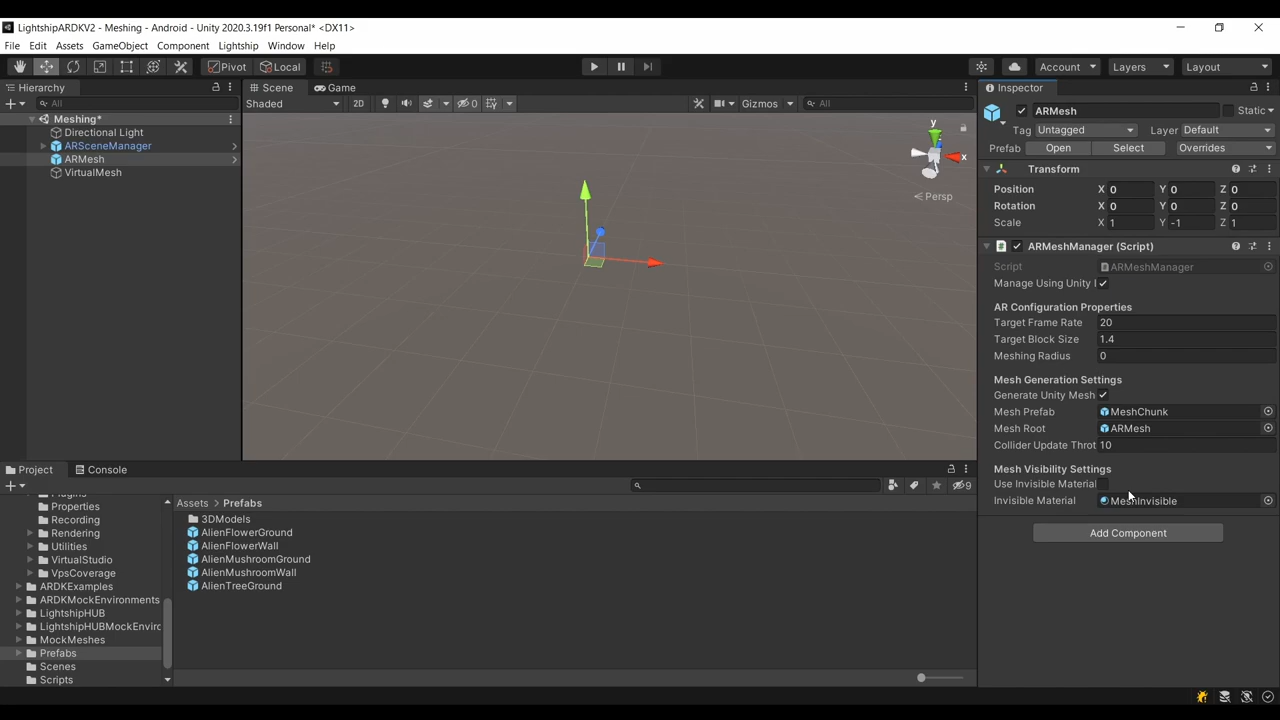 LightshipARDKV2 - Meshing - Android - Unity 2020.3.19f1 Personal* <DX11>
File Edit Assets GameObject Component Lightship Window Help
Pivot Local Account Layers Layout
Hierarchy
All
Meshing*
Directional Light
ARSceneManager
ARMesh
VirtualMesh
Scene Game
Shaded 2D 0 Gizmos All
y
x
Persp
Inspector
ARMesh Static
Tag Untagged Layer Default
Prefab Open Select Overrides
Transform
Position X 0 Y 0 Z 0
Rotation X 0 Y 0 Z 0
Scale X 1 Y -1 Z 1
ARMeshManager (Script)
Script ARMeshManager
Manage Using Unity I
AR Configuration Properties
Target Frame Rate 20
Target Block Size 1.4
Meshing Radius 0
Mesh Generation Settings
Generate Unity Mesh
Mesh Prefab MeshChunk
Mesh Root ARMesh
Collider Update Throt 10
Mesh Visibility Settings
Use Invisible Material
Invisible Material MeshInvisible
Add Component
Project Console
9
Plugins
Properties
Recording
Rendering
Utilities
VirtualStudio
VpsCoverage
ARDKExamples
ARDKMockEnvironments
LightshipHUB
LightshipHUBMockEnvirc
MockMeshes
Prefabs
Scenes
Scripts
Assets > Prefabs
3DModels
AlienFlowerGround
AlienFlowerWall
AlienMushroomGround
AlienMushroomWall
AlienTreeGround